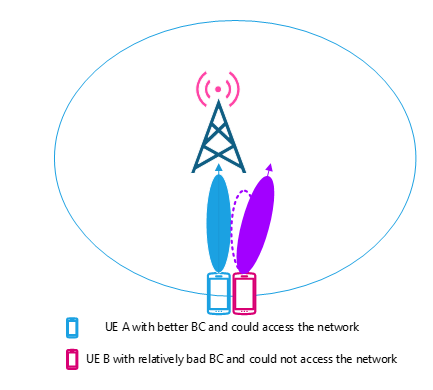 UE A with better BC and could access the network
UE B with relatively bad BC and could not access the network